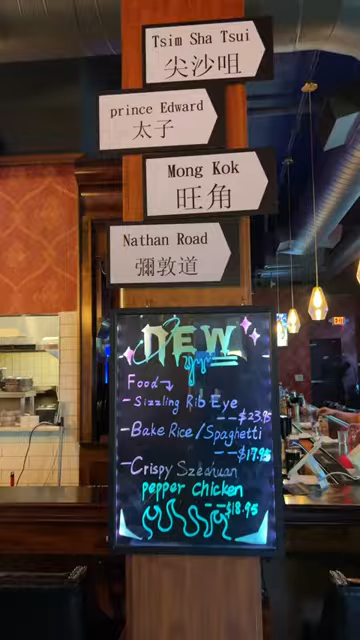 Tsim Sha Tsui
尖沙咀
prince Edward
太子
Mong Kok
旺角
Nathan Road
彌敦道
NEW
Food
- Sizzling Rib Eye
-- $23.95
- Bake Rice/Spaghetti
-- $17.95
- Crispy Szechuan
pepper chicken
-- $18.95